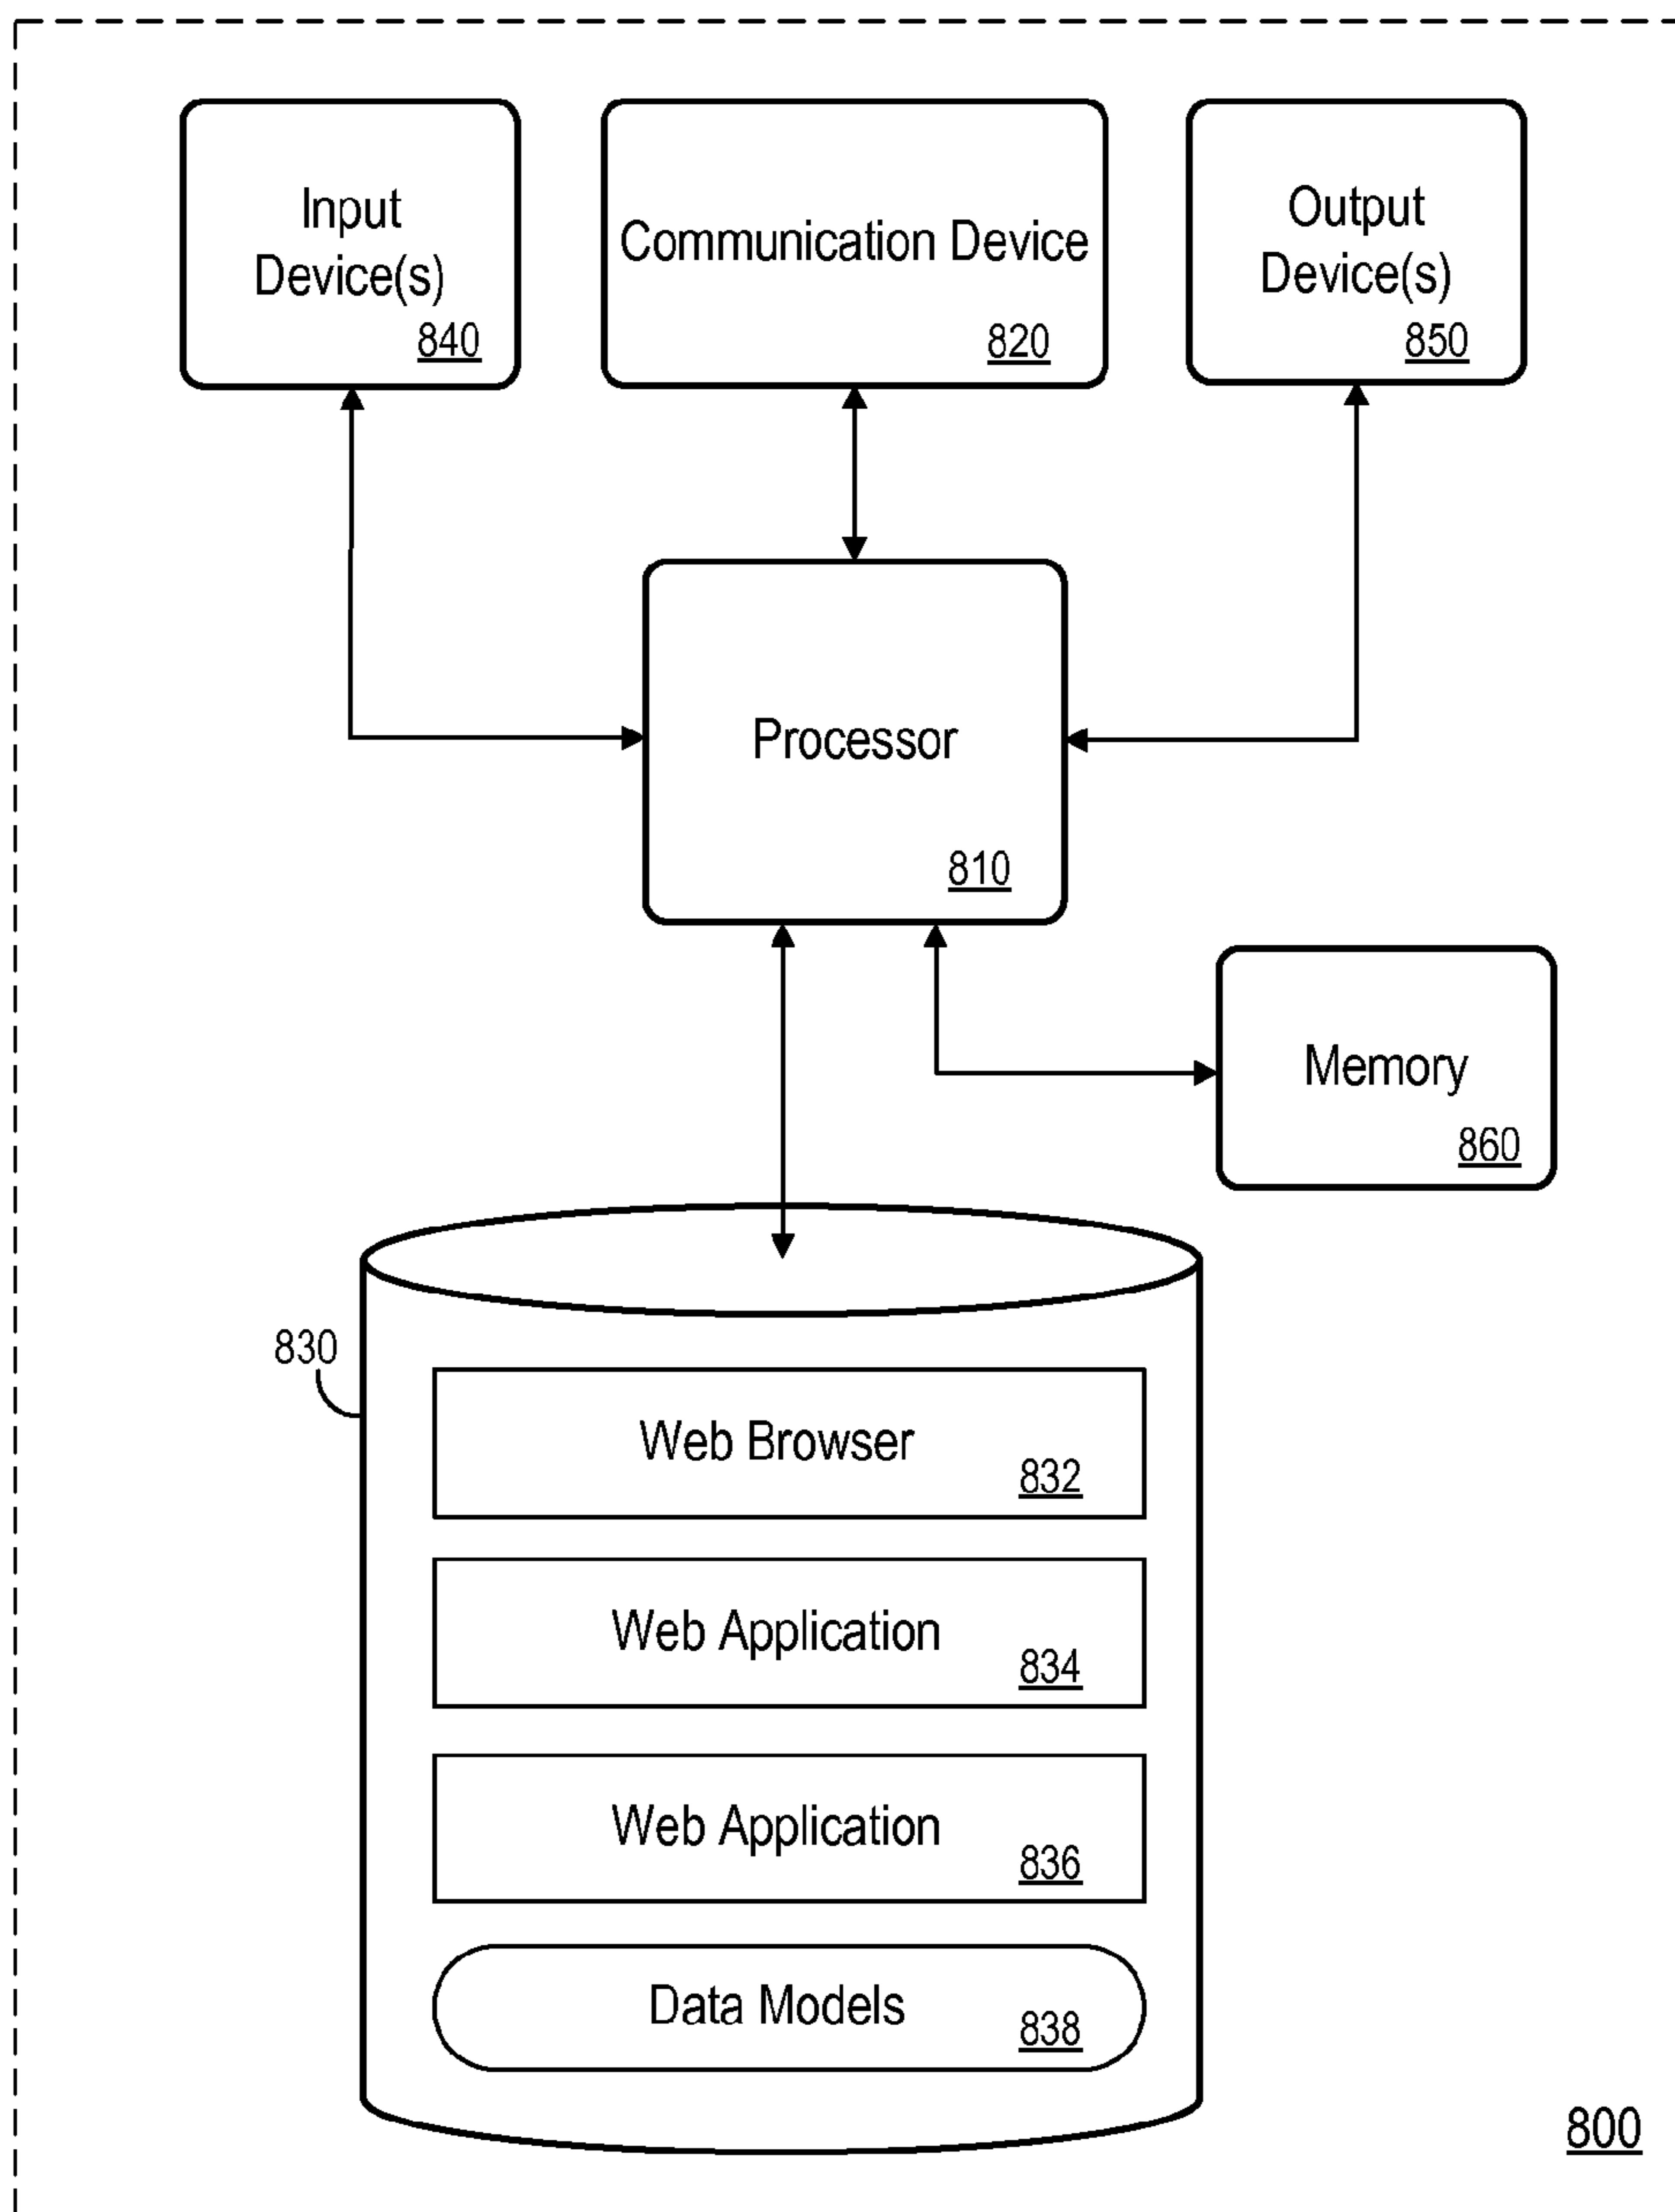 Input
Device(s)
840
Communication Device
820
Output
Device(s)
850
Processor
810
Memory
860
830
Web Browser
832
Web Application
834
Web Application
836
Data Models
838
800